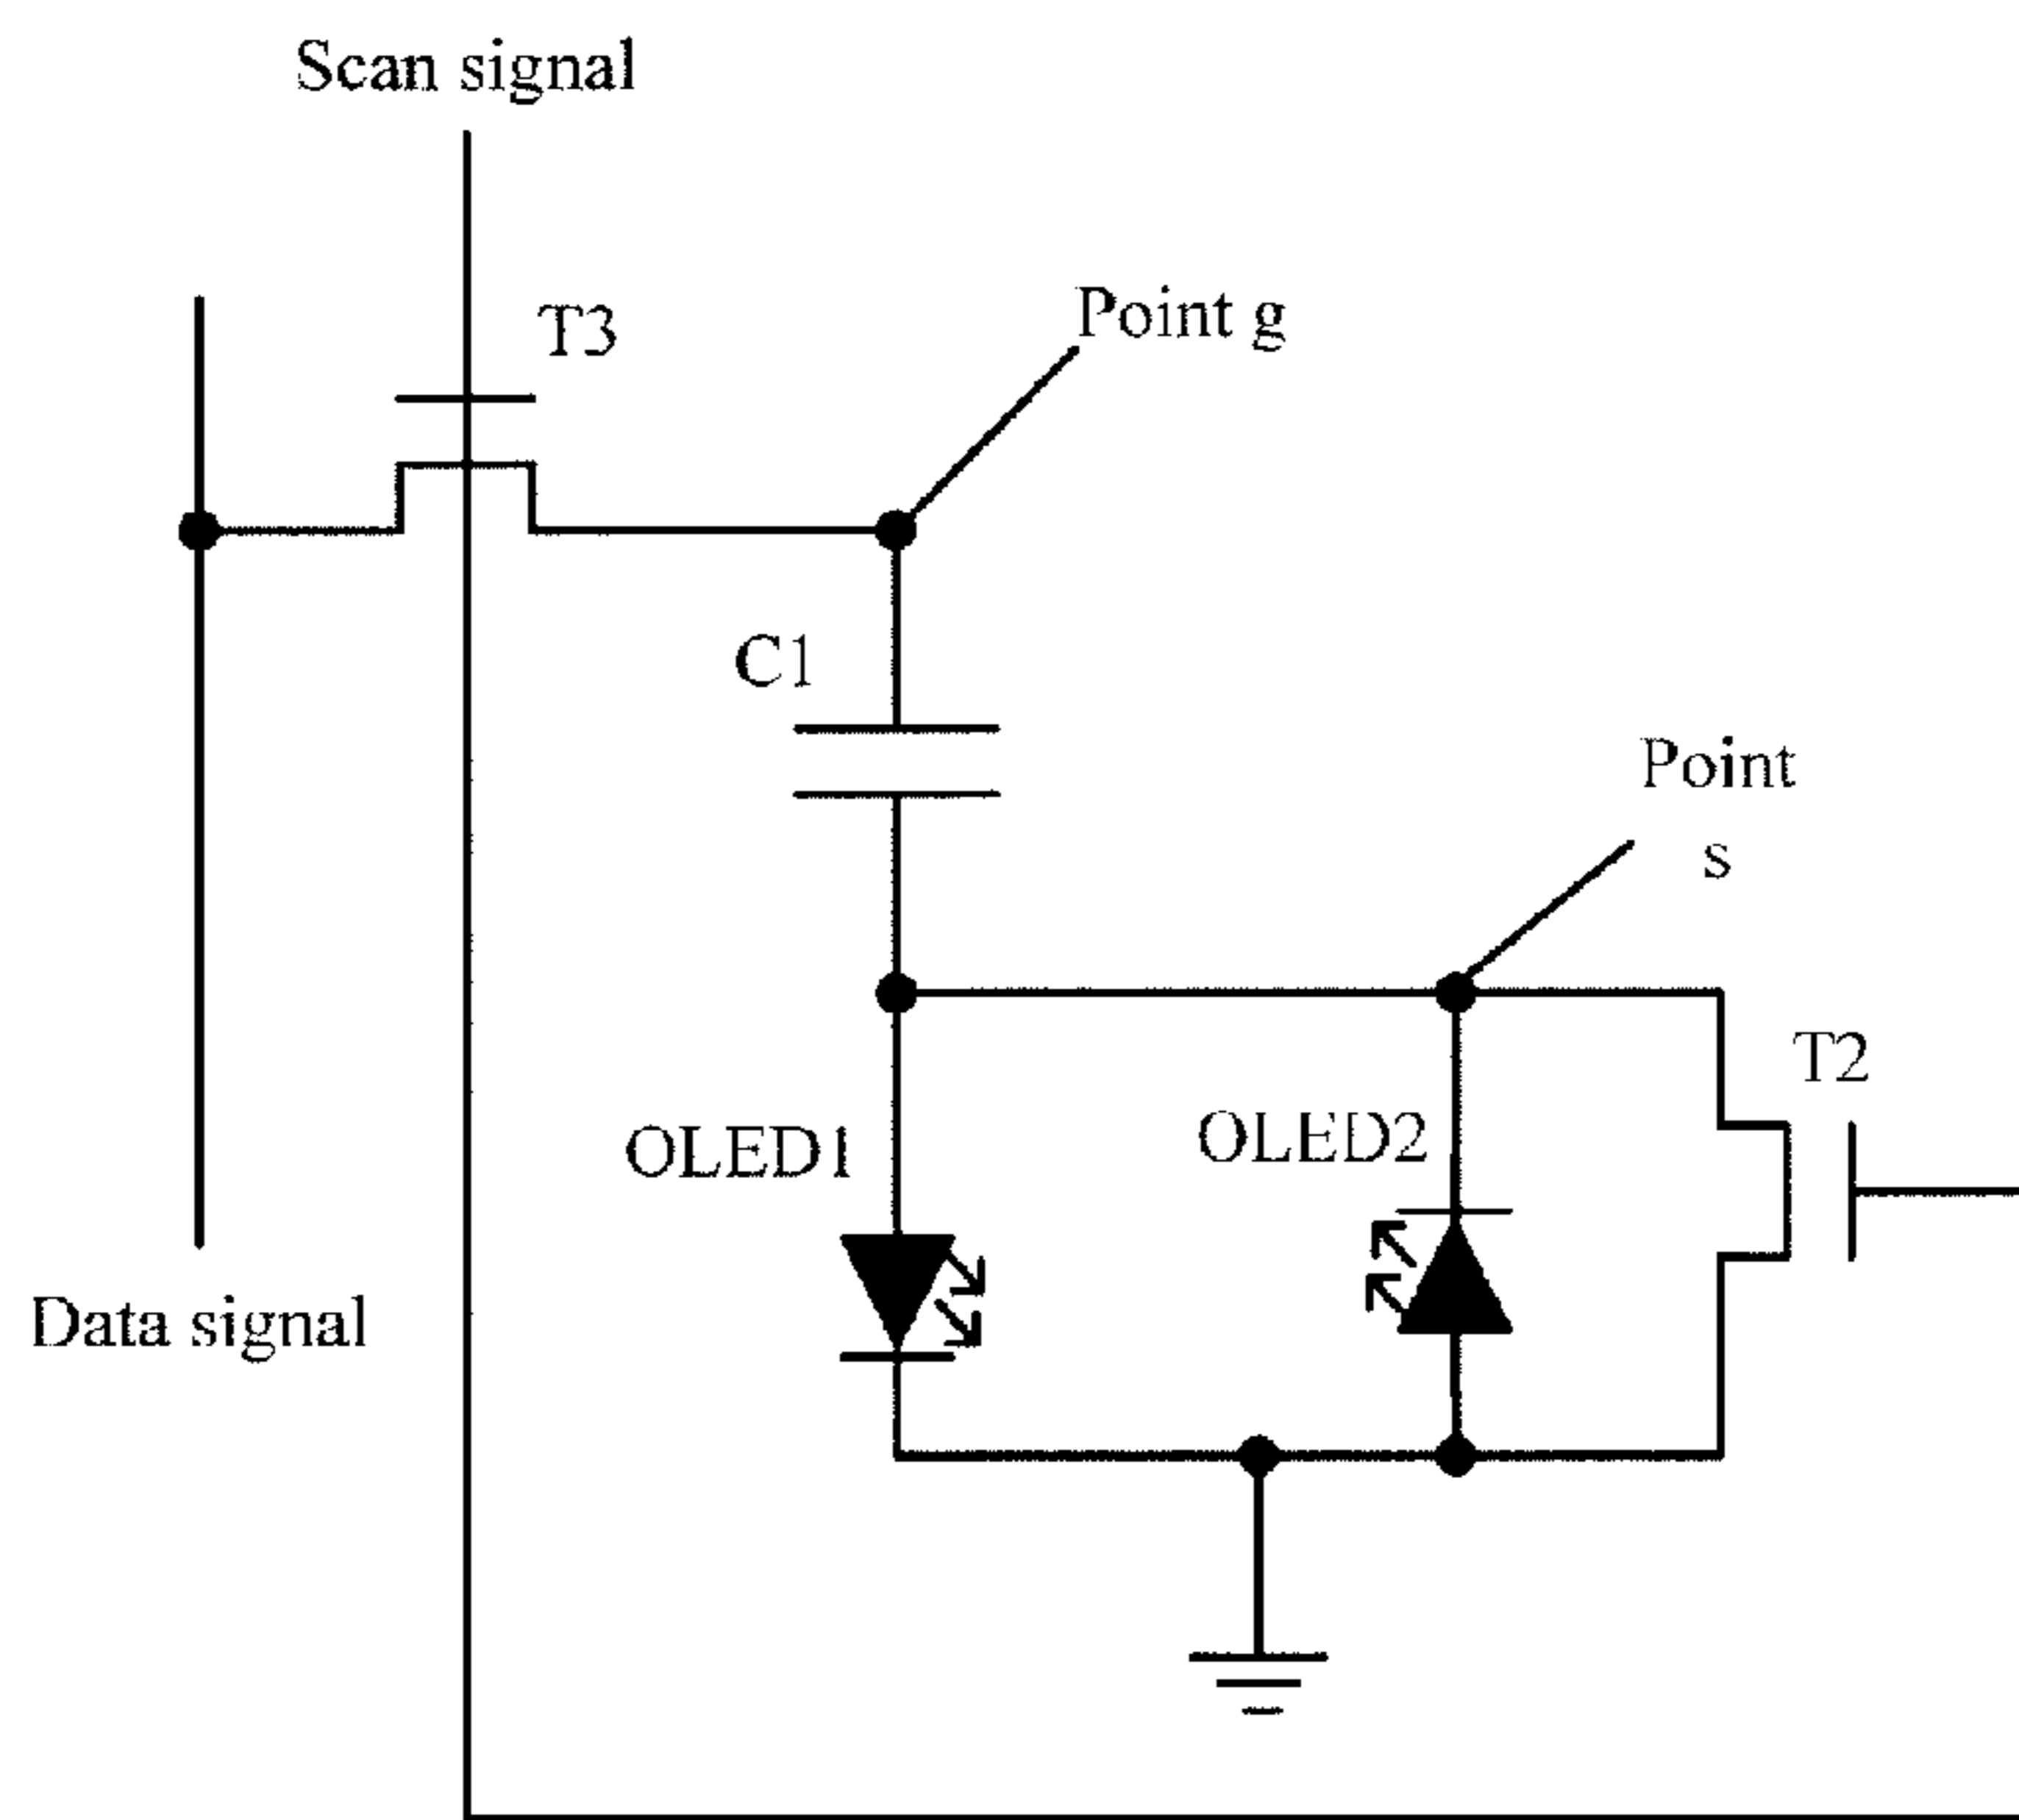 Scan signal
T3
Point g
C1
Point
s
T2
OLED1
OLED2
Data signal